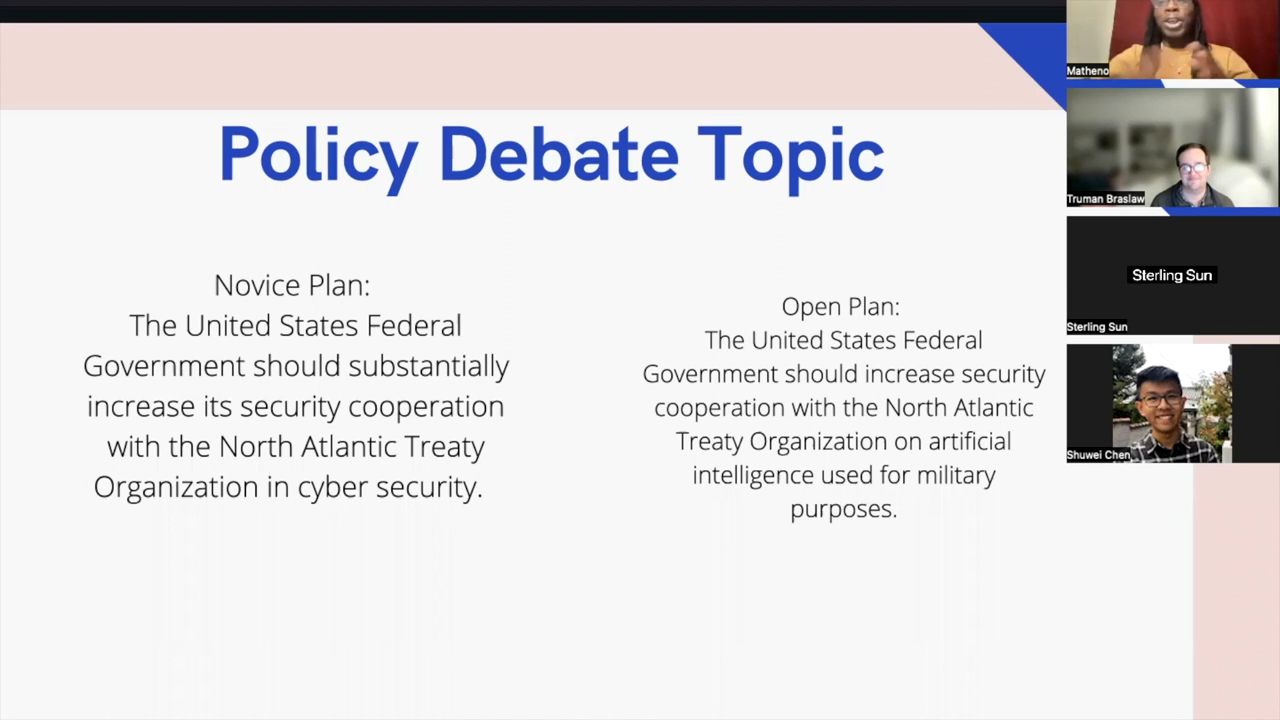 Policy Debate Topic
Novice Plan:
The United States Federal
Government should substantially
increase its security cooperation
with the North Atlantic Treaty
Organization in cyber security.
Open Plan:
The United States Federal
Government should increase security
cooperation with the North Atlantic
Treaty Organization on artificial
intelligence used for military
purposes.
Matheno
Truman Braslaw
Sterling Sun
Sterling Sun
Shuwei Chen